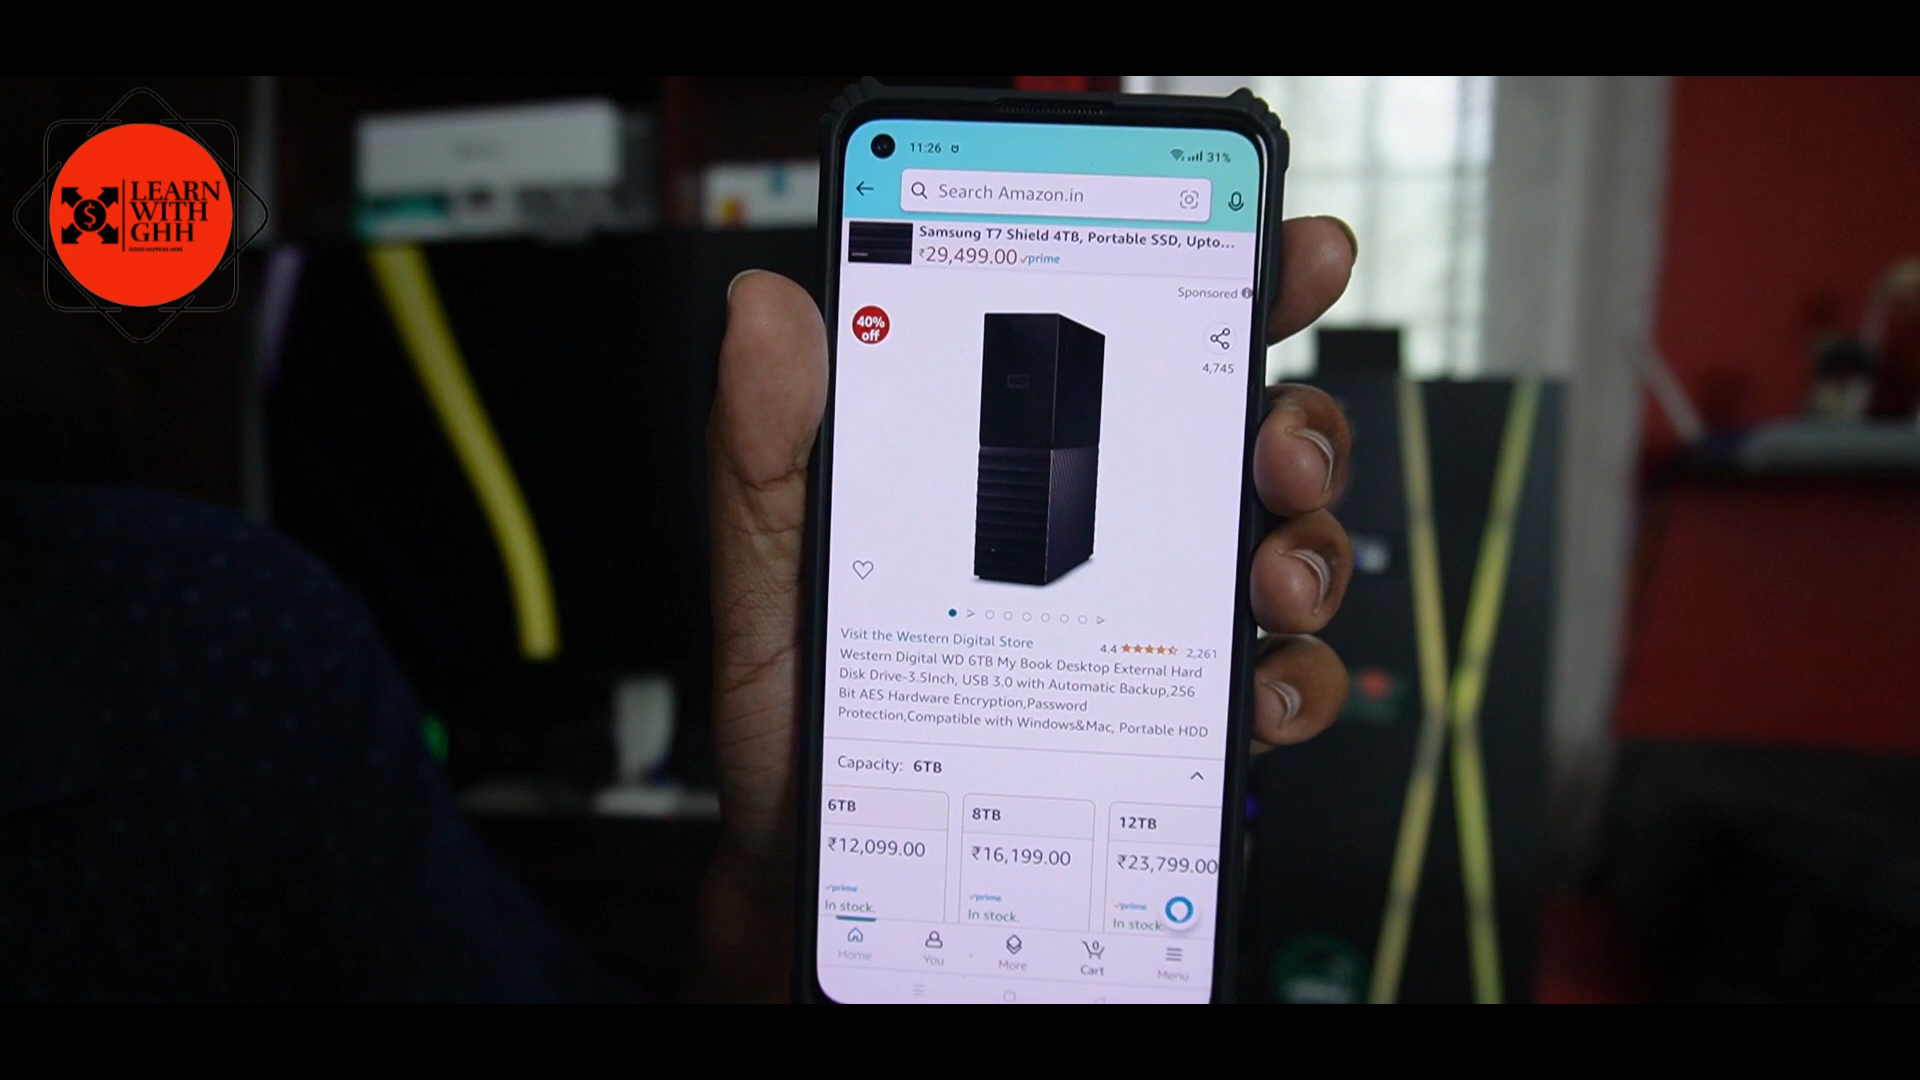 LEARN
WITH
GHH
GOOD HAPPENS HERE
$
11:26
31%
Search Amazon.in
Samsung T7 Shield 4TB, Portable SSD, Upto...
₹29,499.00 prime
Sponsored
40%
off
4,745
Visit the Western Digital Store
4.4 2,261
Western Digital WD 6TB My Book Desktop External Hard
Disk Drive-3.5Inch, USB 3.0 with Automatic Backup,256
Bit AES Hardware Encryption,Password
Protection,Compatible with Windows&Mac, Portable HDD
Capacity: 6TB
6TB
₹12,099.00
prime
In stock.
8TB
₹16,199.00
prime
In stock.
12TB
₹23,799.00
prime
In stock.
Home
You
More
0
Cart
Menu